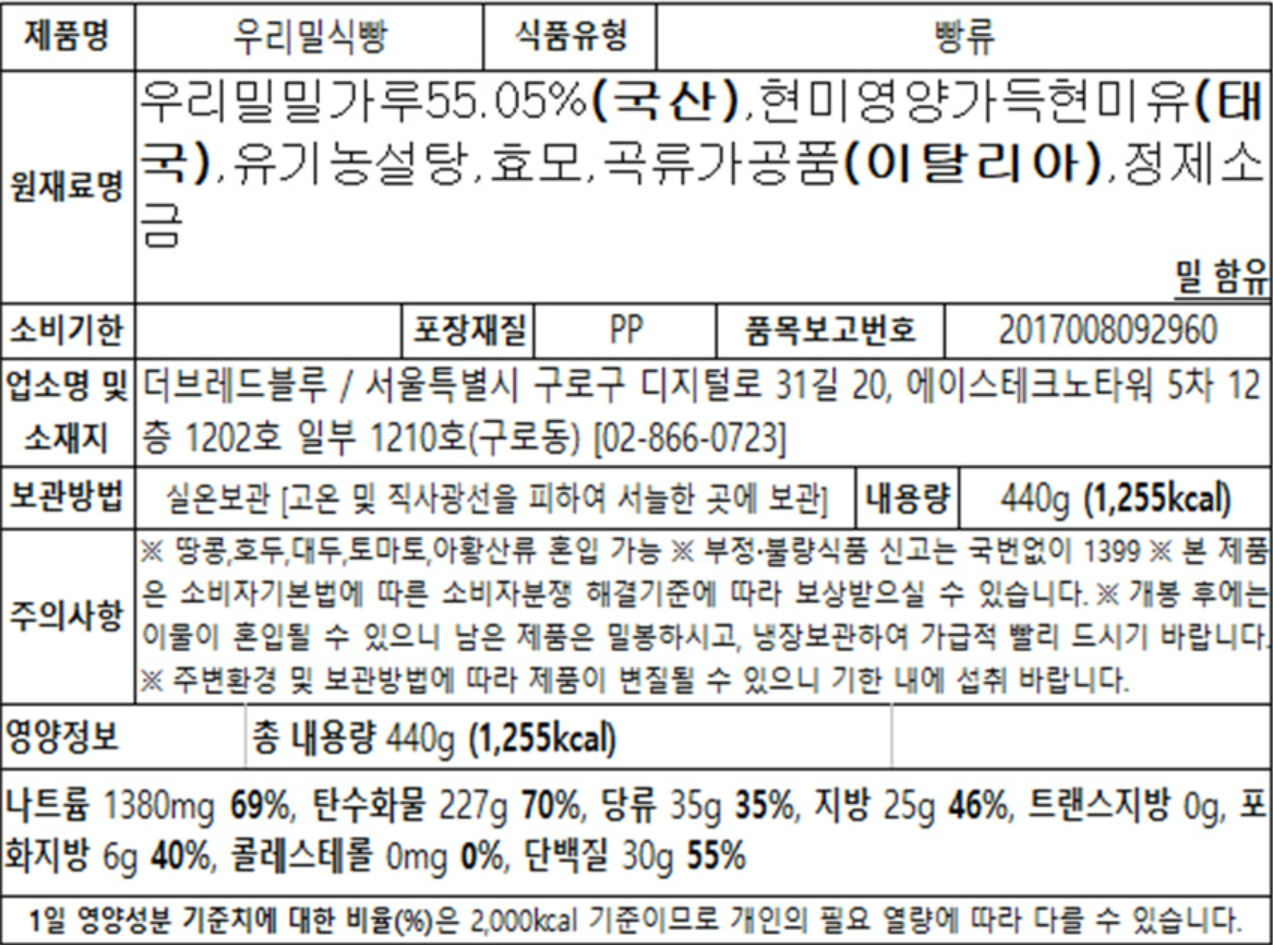 제품명 우리밀식빵 식품유형 빵류
원재료명 우리밀밀가루55.05%(국산),현미영양가득현미유(태
국),유기농설탕,효모,곡류가공품(이탈리아),정제소
금
밀 함유
소비기한 포장재질 PP 품목보고번호 2017008092960
업소명 및 더브레드블루 / 서울특별시 구로구 디지털로 31길 20, 에이스테크노타워 5차 12
소재지 층 1202호 일부 1210호(구로동) [02-866-0723]
보관방법 실온보관 [고온 및 직사광선을 피하여 서늘한 곳에 보관] 내용량 440g (1,255kcal)
주의사항 ※ 땅콩,호두,대두,토마토,아황산류 혼입 가능 ※ 부정·불량식품 신고는 국번없이 1399 ※ 본 제품
은 소비자기본법에 따른 소비자분쟁 해결기준에 따라 보상받으실 수 있습니다. ※ 개봉 후에는
이물이 혼입될 수 있으니 남은 제품은 밀봉하시고, 냉장보관하여 가급적 빨리 드시기 바랍니다.
※ 주변환경 및 보관방법에 따라 제품이 변질될 수 있으니 기한 내에 섭취 바랍니다.
영양정보 총 내용량 440g (1,255kcal)
나트륨 1380mg 69%, 탄수화물 227g 70%, 당류 35g 35%, 지방 25g 46%, 트랜스지방 0g, 포
화지방 6g 40%, 콜레스테롤 0mg 0%, 단백질 30g 55%
1일 영양성분 기준치에 대한 비율(%)은 2,000kcal 기준이므로 개인의 필요 열량에 따라 다를 수 있습니다.